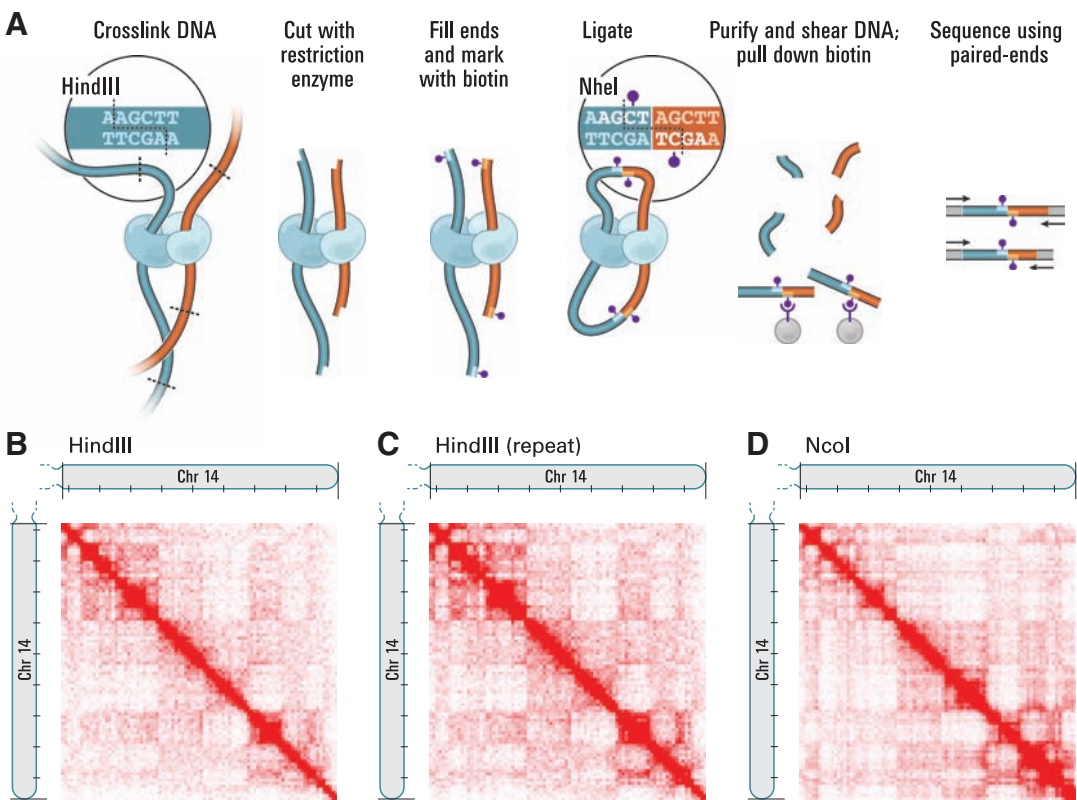 A
Crosslink DNA
Cut with
restriction
enzyme
Fill ends
and mark
with biotin
Ligate
Purify and shear DNA;
pull down biotin
Sequence using
paired-ends
HindIII
AAGCTT
TTCGAA
NheI
AAGCT AGCTT
TTCGA TCGAA
B HindIII
Chr 14
Chr 14
C HindIII (repeat)
Chr 14
Chr 14
D NcoI
Chr 14
Chr 14